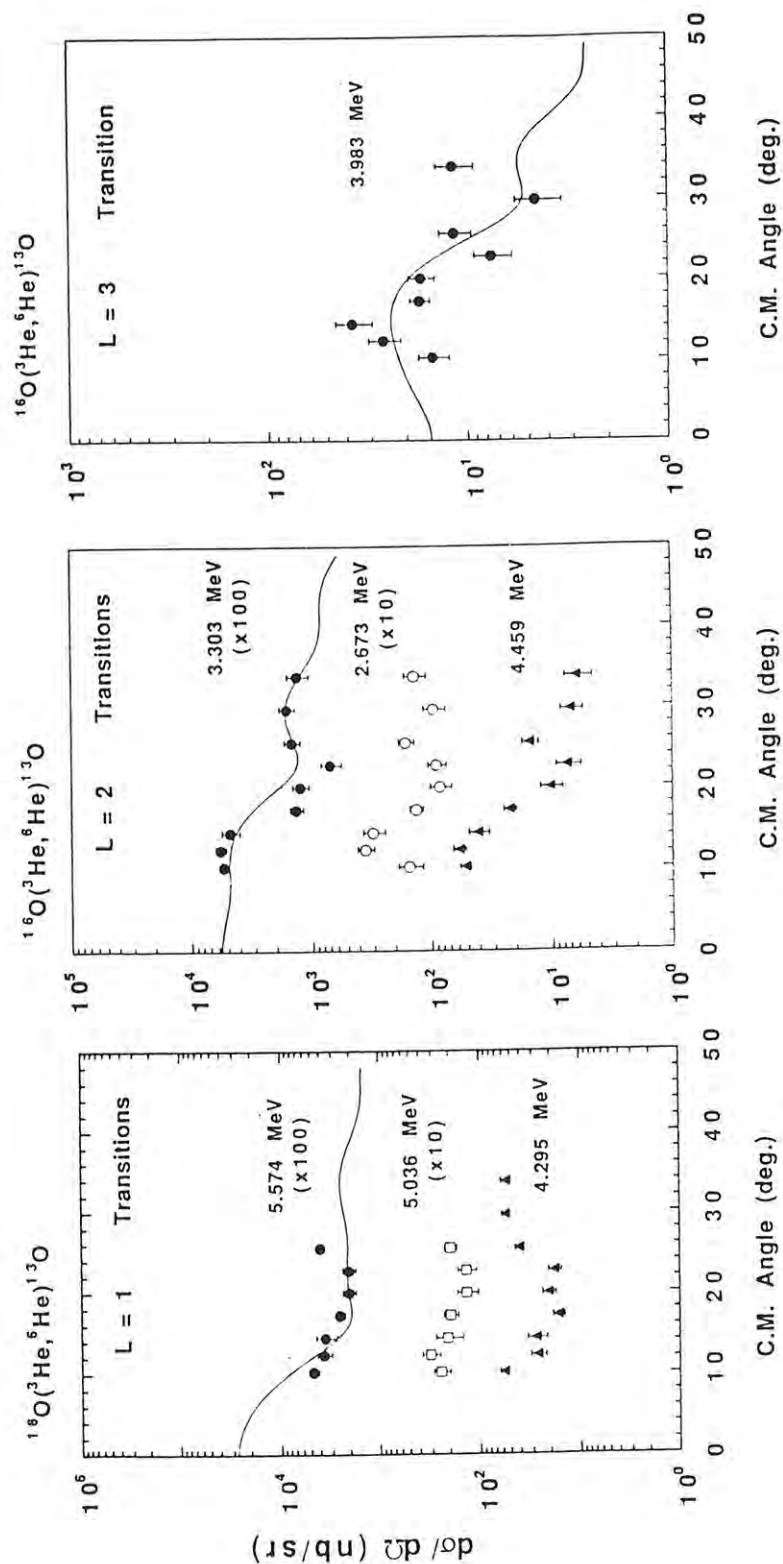 ¹⁶O(³He,⁶He)¹³O
L = 1 Transitions
5.574 MeV
(x100)
5.036 MeV
(x10)
4.295 MeV
10⁶
10⁴
10²
10⁰
dσ/dΩ (nb/sr)
0 10 20 30 40 50
C.M. Angle (deg.)
¹⁶O(³He,⁶He)¹³O
L = 2 Transitions
3.303 MeV
(x100)
2.673 MeV
(x10)
4.459 MeV
10⁵
10⁴
10³
10²
10¹
10⁰
0 10 20 30 40 50
C.M. Angle (deg.)
¹⁶O(³He,⁶He)¹³O
L = 3 Transition
3.983 MeV
10³
10²
10¹
10⁰
0 10 20 30 40 50
C.M. Angle (deg.)